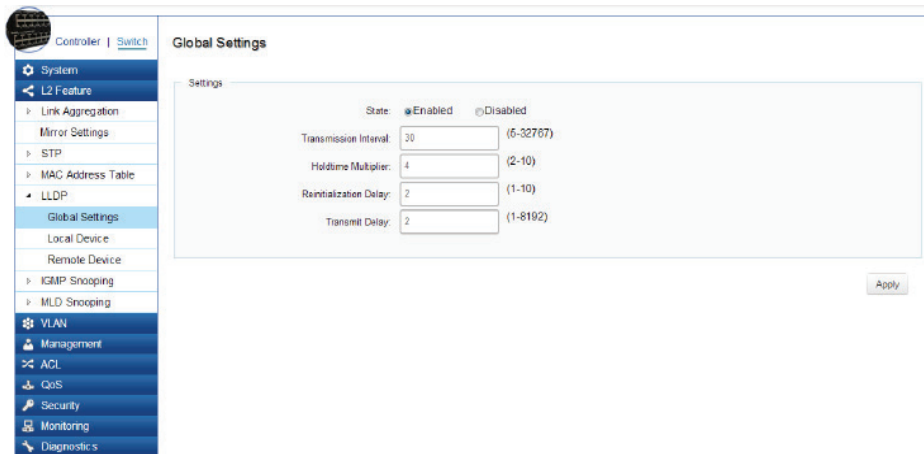 Controller | Switch
Global Settings
System
L2 Feature
Link Aggregation
Mirror Settings
STP
MAC Address Table
LLDP
Global Settings
Local Device
Remote Device
IGMP Snooping
MLD Snooping
VLAN
Management
ACL
QoS
Security
Monitoring
Diagnostics
Settings
State: Enabled Disabled
Transmission Interval: 30 (5-32767)
Holdtime Multiplier: 4 (2-10)
Reinitialization Delay: 2 (1-10)
Transmit Delay: 2 (1-8192)
Apply